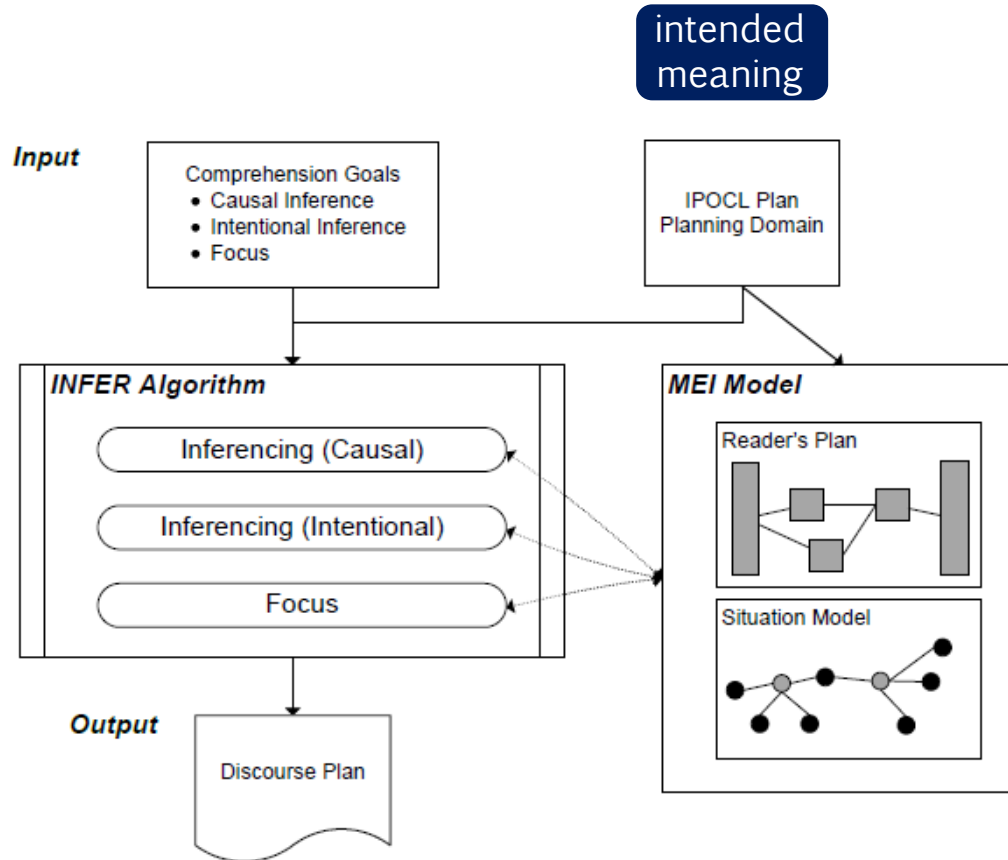 intended
meaning
Input
Comprehension Goals
• Causal Inference
• Intentional Inference
• Focus
IPOCL Plan
Planning Domain
INFER Algorithm
Inferencing (Causal)
Inferencing (Intentional)
Focus
MEI Model
Reader's Plan
Situation Model
Output
Discourse Plan